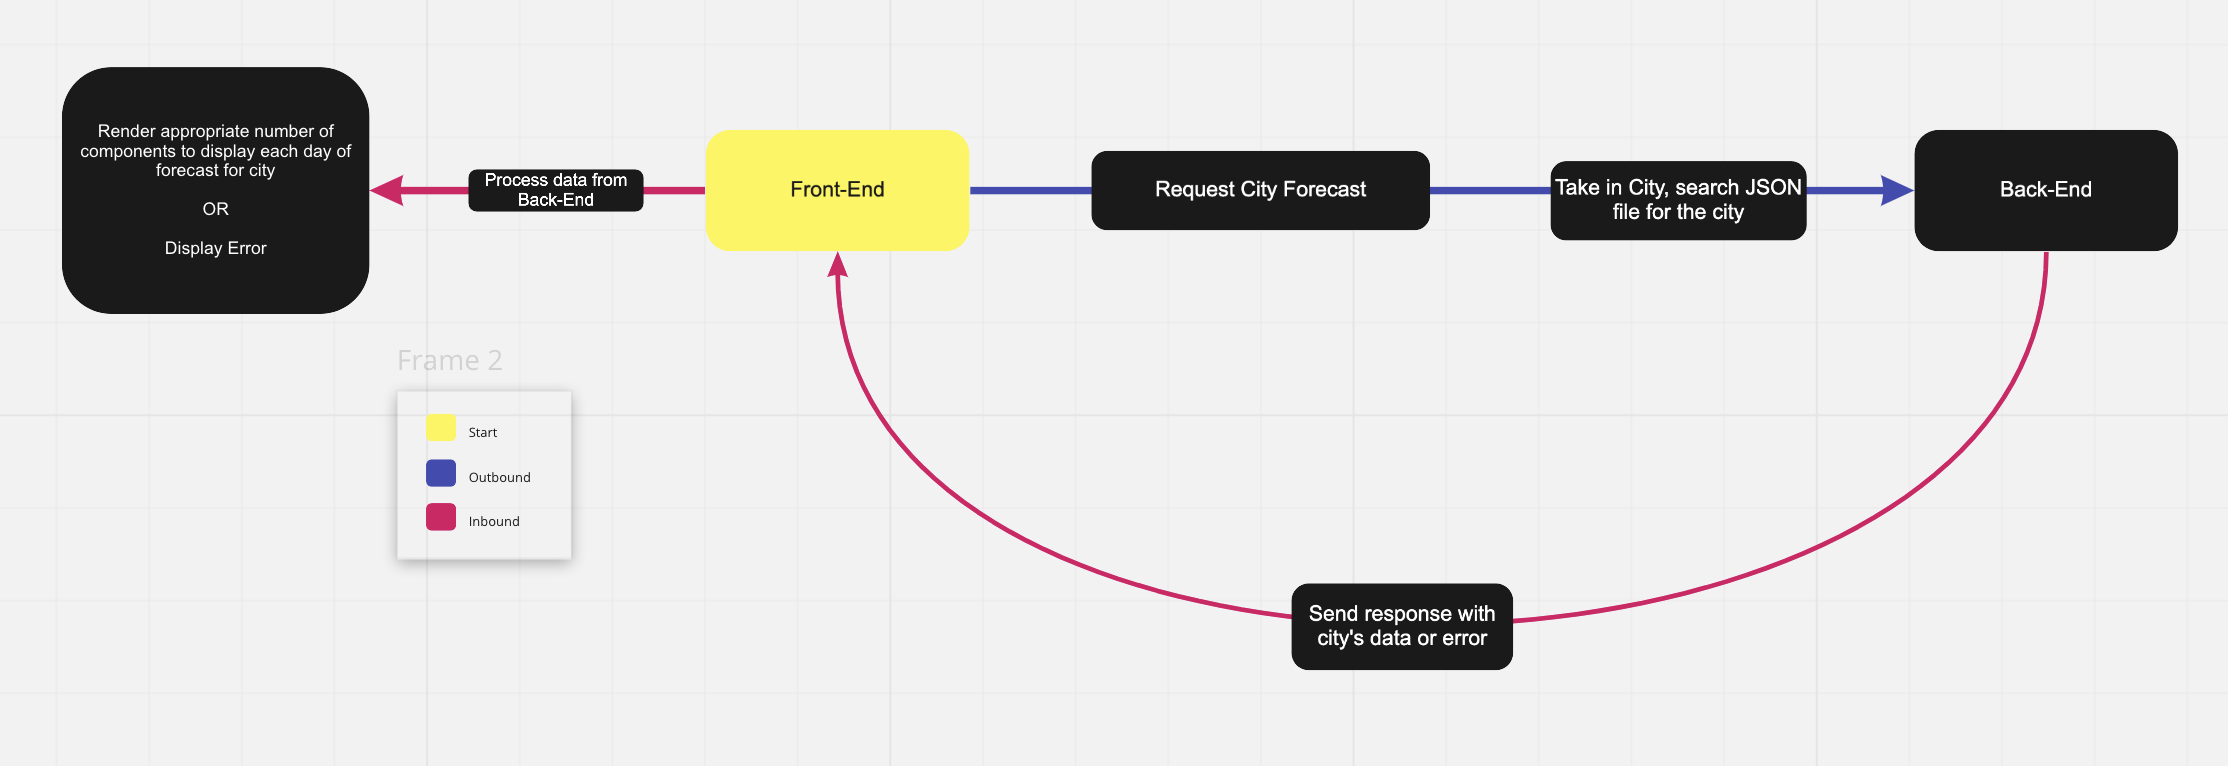 Render appropriate number of
components to display each day of
forecast for city
OR
Display Error
Process data from
Back-End
Front-End
Request City Forecast
Take in City, search JSON
file for the city
Back-End
Frame 2
Start
Outbound
Inbound
Send response with
city's data or error